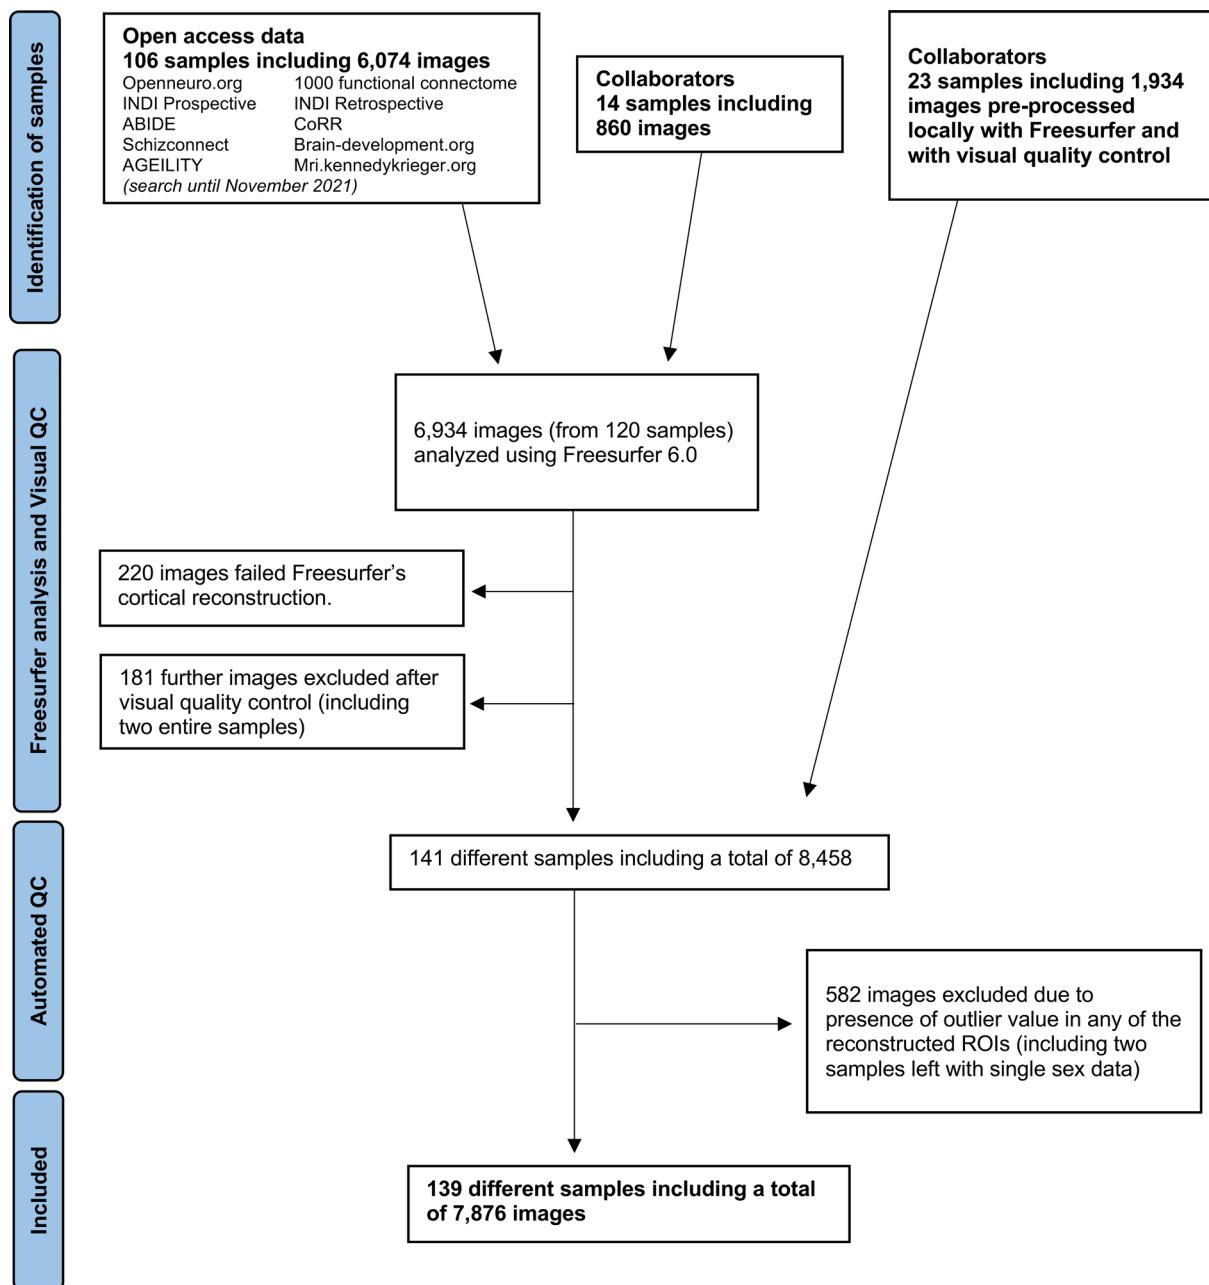 Identification of samples
Open access data
106 samples including 6,074 images
Openneuro.org 1000 functional connectome
INDI Prospective INDI Retrospective
ABIDE CoRR
Schizconnect Brain-development.org
AGEILITY Mri.kennedykrieger.org
(search until November 2021)
Collaborators
14 samples including
860 images
Collaborators
23 samples including 1,934
images pre-processed
locally with Freesurfer and
with visual quality control
Freesurfer analysis and Visual QC
6,934 images (from 120 samples)
analyzed using Freesurfer 6.0
220 images failed Freesurfer’s
cortical reconstruction.
181 further images excluded after
visual quality control (including
two entire samples)
Automated QC
141 different samples including a total of 8,458
582 images excluded due to
presence of outlier value in any of the
reconstructed ROIs (including two
samples left with single sex data)
Included
139 different samples including a total
of 7,876 images